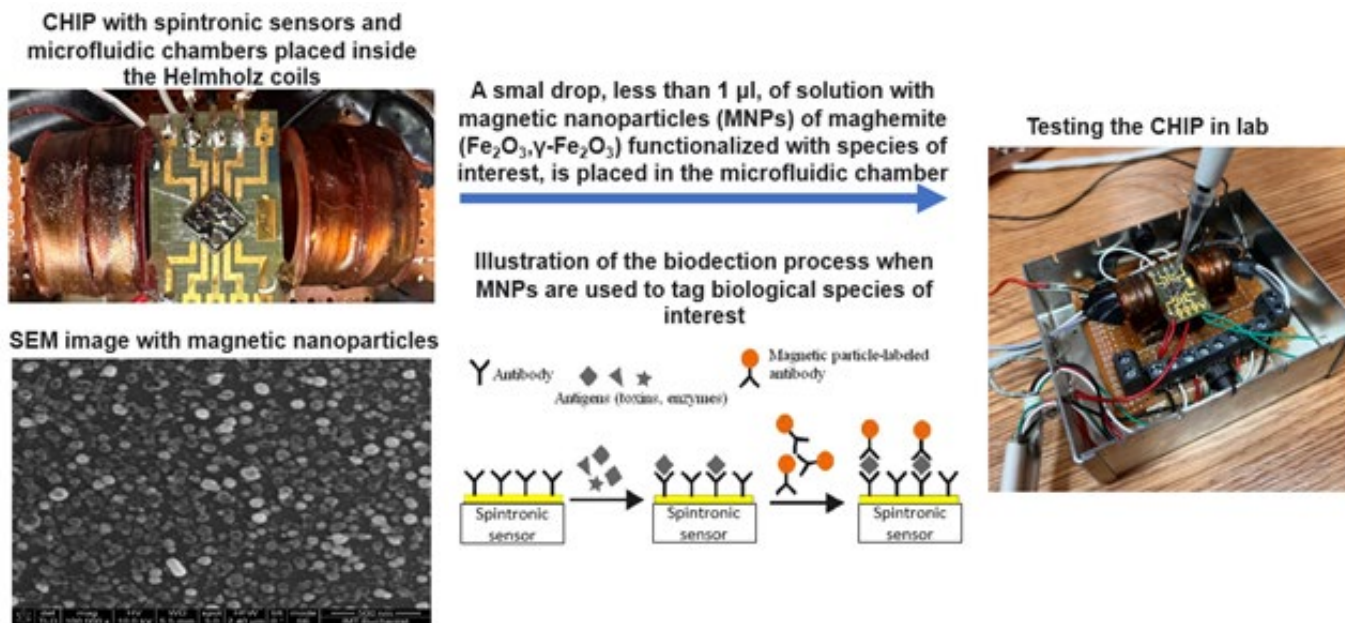 CHIP with spintronic sensors and
microfluidic chambers placed inside
the Helmholz coils
A smal drop, less than 1 µl, of solution with
magnetic nanoparticles (MNPs) of maghemite
(Fe₂O₃,γ-Fe₂O₃) functionalized with species of
interest, is placed in the microfluidic chamber
Testing the CHIP in lab
Illustration of the biodection process when
MNPs are used to tag biological species of
interest
SEM image with magnetic nanoparticles
Antibody
Antigens (toxins, enzymes)
Magnetic particle-labeled
antibody
Spintronic
sensor
Spintronic
sensor
Spintronic
sensor